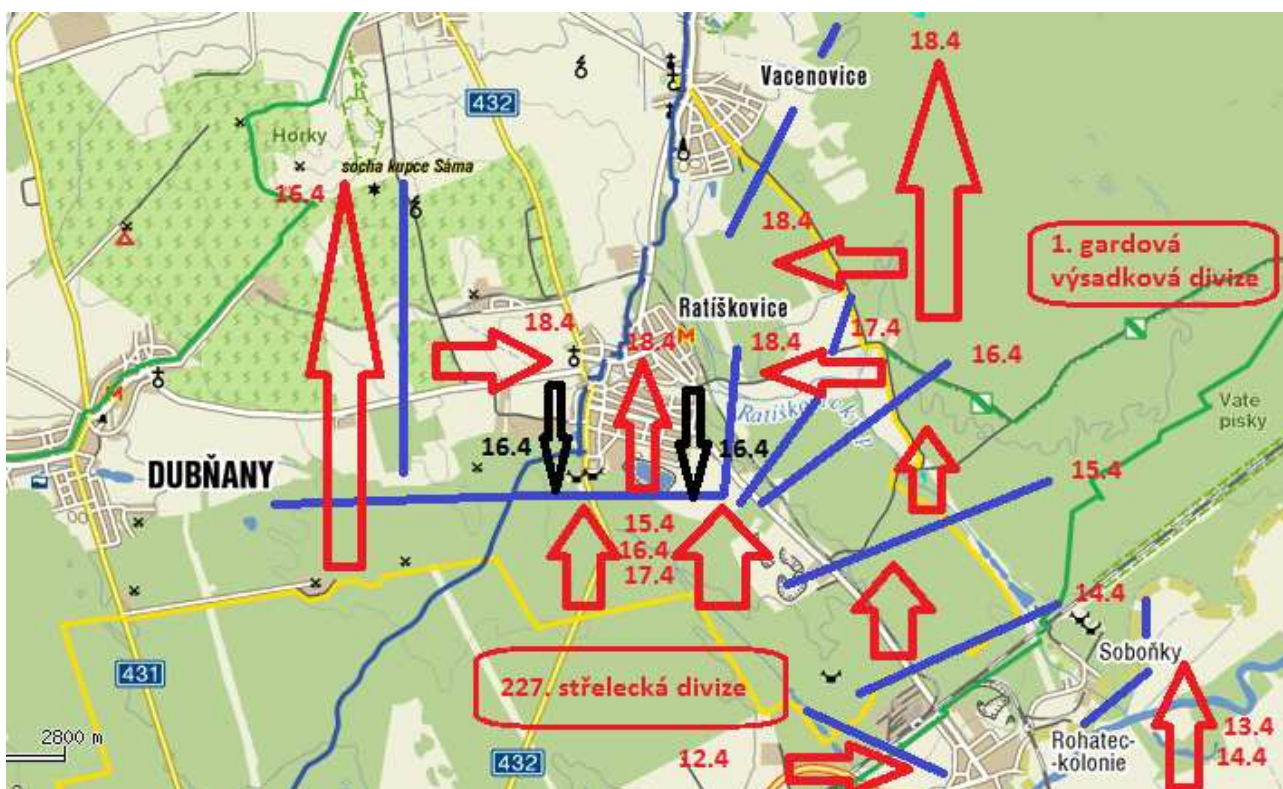 18.4
432
Vacenovice
Horky
socha kupce Sáma
16.4
18.4
1. gardová
výsadková divize
Ratíškovice
18.4
18.4
18.4
17.4
16.4
Vate
pisky
16.4
16.4
DUBŇANY
15.4
15.4
16.4
17.4
14.4
Soboňky
431
227. střelecká divize
2800 m
432
12.4
Rohatec-
-kolonie
13.4
14.4